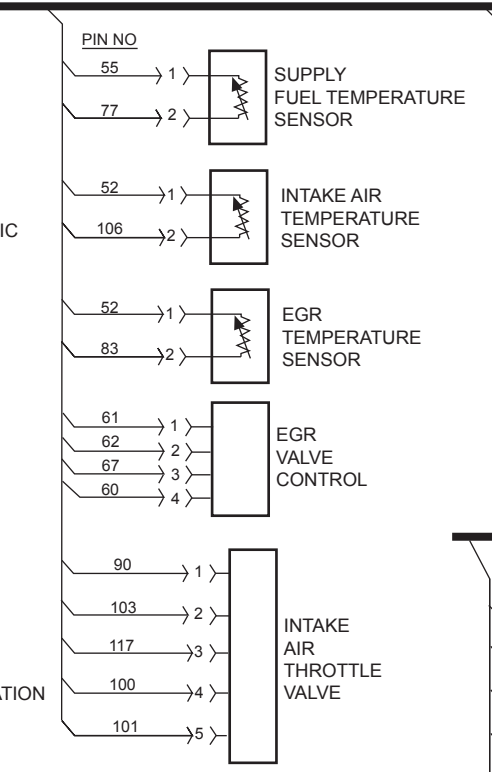 PIN NO
55 1 SUPPLY
FUEL TEMPERATURE
77 2 SENSOR
52 1 INTAKE AIR
TEMPERATURE
IC 106 2 SENSOR
52 1 EGR
TEMPERATURE
83 2 SENSOR
61 1
62 2 EGR
VALVE
67 3 CONTROL
60 4
90 1
103 2 INTAKE
117 3 AIR
THROTTLE
ATION 100 4 VALVE
101 5